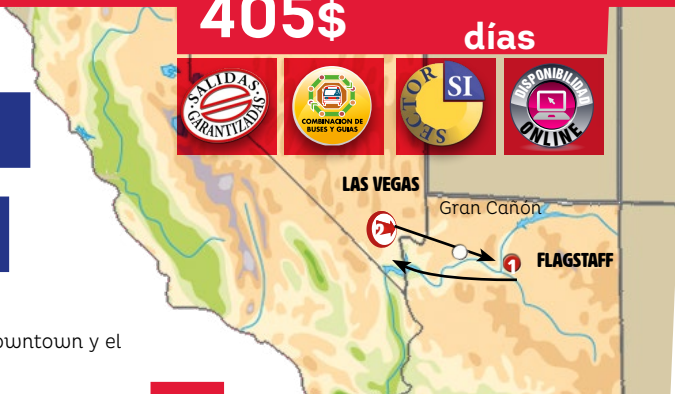 405$
días
SALIDAS
GARANTIZADAS
COMBINACIÓN DE
BUSES Y GUIAS
SECTOR
SI
DISPONIBILIDAD
ONLINE
LAS VEGAS
Gran Cañón
2
1
FLAGSTAFF
owntown y el